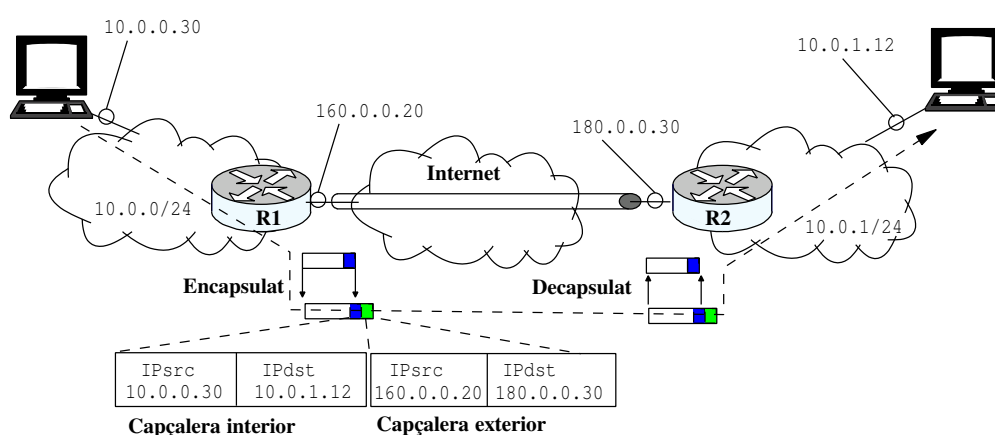 10.0.0.30
10.0.1.12
160.0.0.20
180.0.0.30
Internet
10.0.0/24
R1
R2
10.0.1/24
Encapsulat
Decapsulat
IPsrc
10.0.0.30
IPdst
10.0.1.12
IPsrc
160.0.0.20
IPdst
180.0.0.30
Capçalera interior
Capçalera exterior